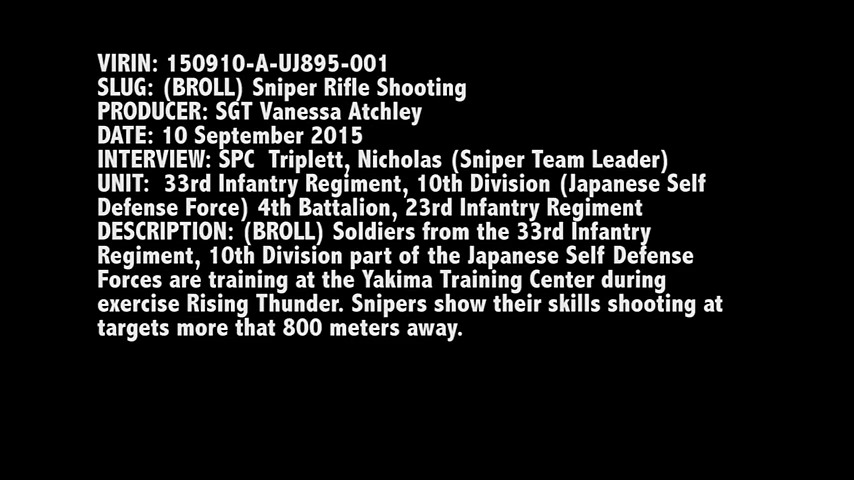 VIRIN: 150910-A-UJ895-001
SLUG: (BROLL) Sniper Rifle Shooting
PRODUCER: SGT Vanessa Atchley
DATE: 10 September 2015
INTERVIEW: SPC  Triplett, Nicholas (Sniper Team Leader)
UNIT:  33rd Infantry Regiment, 10th Division (Japanese Self
Defense Force) 4th Battalion, 23rd Infantry Regiment
DESCRIPTION: (BROLL) Soldiers from the 33rd Infantry
Regiment, 10th Division part of the Japanese Self Defense
Forces are training at the Yakima Training Center during
exercise Rising Thunder. Snipers show their skills shooting at
targets more that 800 meters away.